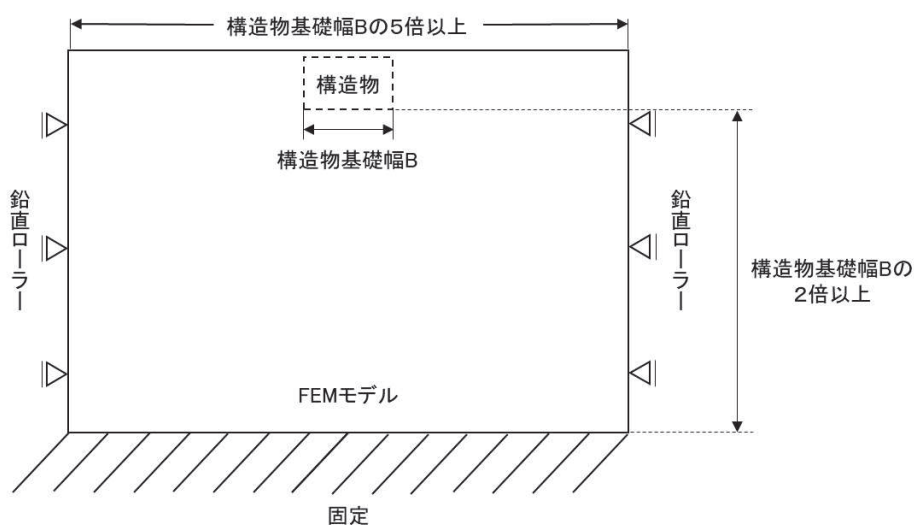 構造物基礎幅Bの5倍以上
構造物
構造物基礎幅B
鉛直ローラー
鉛直ローラー
構造物基礎幅Bの
2倍以上
FEMモデル
固定